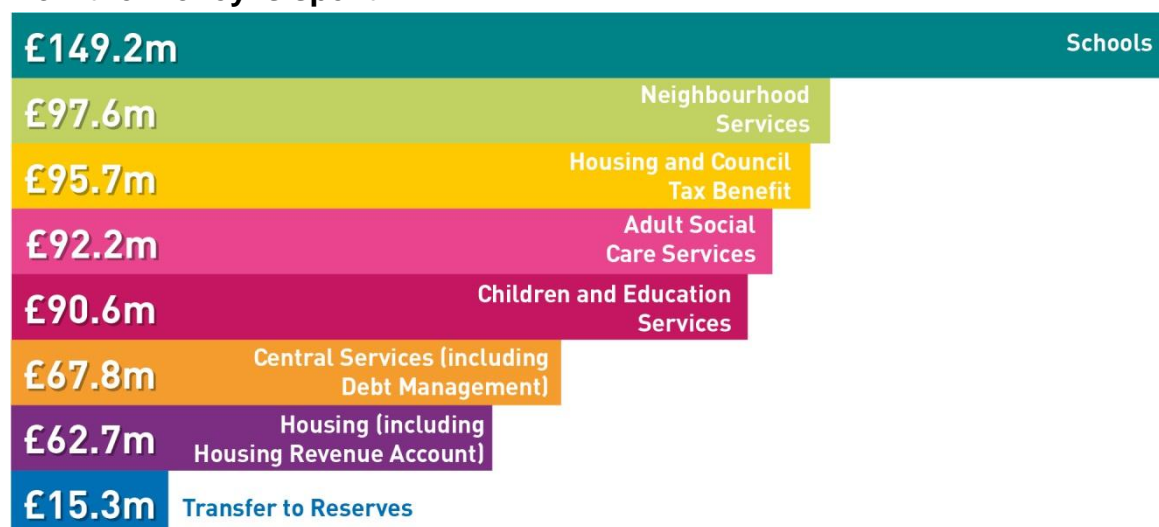 £149.2m
Schools
£97.6m
Neighbourhood
Services
£95.7m
Housing and Council
Tax Benefit
£92.2m
Adult Social
Care Services
£90.6m
Children and Education
Services
£67.8m
Central Services (including
Debt Management)
£62.7m
Housing (including
Housing Revenue Account)
£15.3m
Transfer to Reserves